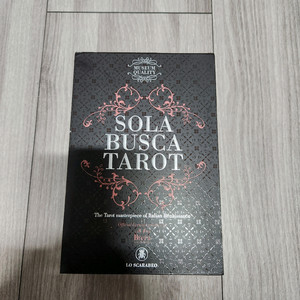 MUSEUM
QUALITY
SOLA
BUSCA
TAROT
The Tarot masterpiece of Italian Renaissance
LO SCARABEO